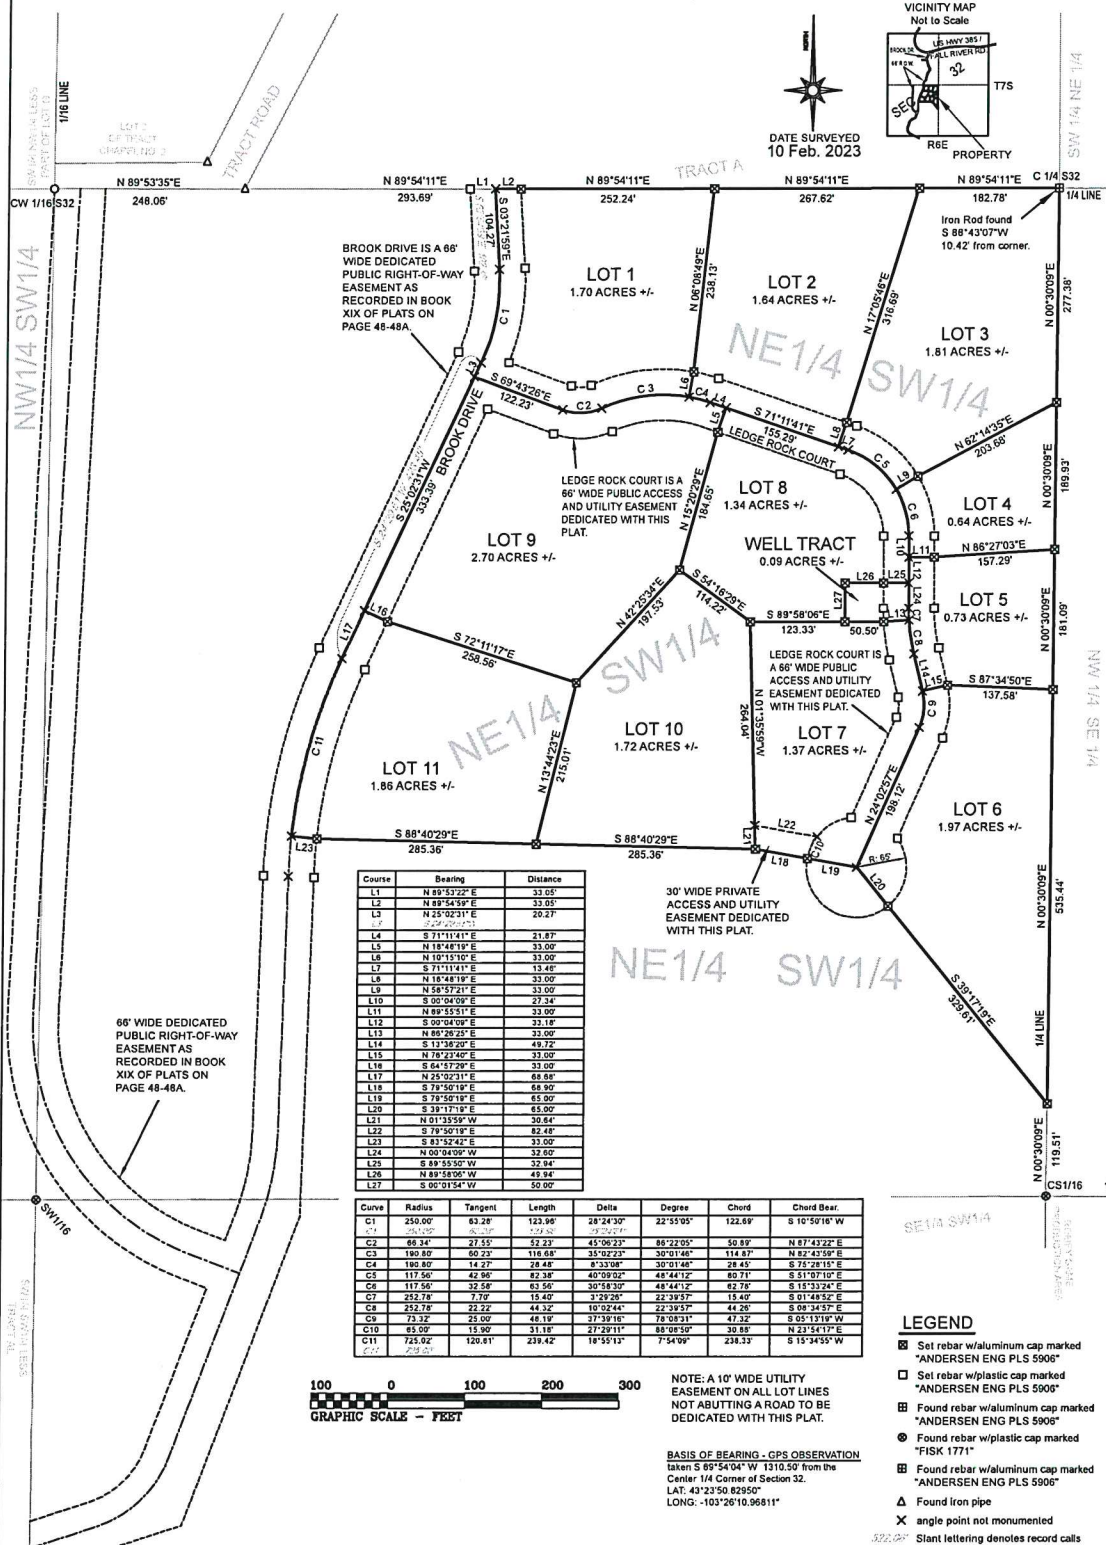 VICINITY MAP
Not to Scale
NORTH
US HWY 385 /
FALL RIVER RD.
BROOK DR.
32
SEC
T7S
R6E
PROPERTY
DATE SURVEYED
10 Feb. 2023
1/16 LINE
TRACT ROAD
TRACT A
SW 1/4 NE 1/4
N 89°53'35"E
248.06'
CW 1/16 S32
N 89°54'11"E
293.69'
L1
L2
N 89°54'11"E
252.24'
N 89°54'11"E
267.62'
N 89°54'11"E
182.78'
C 1/4 S32
1/4 LINE
Iron Rod found
S 88°43'07"W
10.42' from corner.
NW1/4 SW1/4
BROOK DRIVE IS A 66'
WIDE DEDICATED
PUBLIC RIGHT-OF-WAY
EASEMENT AS
RECORDED IN BOOK
XIX OF PLATS ON
PAGE 48-48A.
S 03°21'59"E
104.27'
C 1
LOT 1
1.70 ACRES +/-
N 06°08'49"E
238.13'
LOT 2
1.64 ACRES +/-
N 17°05'46"E
316.69'
LOT 3
1.81 ACRES +/-
N 00°30'09"E
277.38'
NE1/4 SW1/4
L3
S 69°43'26"E
122.23'
C2
C 3
L6
C4
L4
L5
S 71°11'41"E
155.29'
LEDGE ROCK COURT
L8
L7
C 5
L9
N 62°14'35"E
203.68'
BROOK DRIVE
S 25°02'31"W
333.39'
LEDGE ROCK COURT IS A
66' WIDE PUBLIC ACCESS
AND UTILITY EASEMENT
DEDICATED WITH THIS
PLAT.
N 15°20'29"E
184.65'
LOT 8
1.34 ACRES +/-
C 6
LOT 4
0.64 ACRES +/-
N 00°30'09"E
189.93'
LOT 9
2.70 ACRES +/-
WELL TRACT
0.09 ACRES +/-
L10
L11
N 86°27'03"E
157.29'
L12
L26
L25
L27
L24
L13
C7
LOT 5
0.73 ACRES +/-
N 00°30'09"E
181.09'
N 42°25'34"E
197.53'
S 54°16'29"E
114.22'
S 89°58'06"E
123.33'
50.50'
C 8
L14
L15
S 87°34'50"E
137.58'
L16
L17
S 72°11'17"E
258.56'
NE1/4 SW1/4
LEDGE ROCK COURT IS
A 66' WIDE PUBLIC
ACCESS AND UTILITY
EASEMENT DEDICATED
WITH THIS PLAT.
NW 1/4 SE 1/4
C 9
N 01°35'59"W
264.04'
LOT 10
1.72 ACRES +/-
LOT 7
1.37 ACRES +/-
N 13°44'23"E
215.01'
C 11
LOT 11
1.86 ACRES +/-
N 24°02'57"E
198.12'
LOT 6
1.97 ACRES +/-
N 00°30'09"E
535.44'
L23
S 88°40'29"E
285.36'
S 88°40'29"E
285.36'
L21
L22
C10
L18
L19
R: 65'
L20
30' WIDE PRIVATE
ACCESS AND UTILITY
EASEMENT DEDICATED
WITH THIS PLAT.
NE1/4 SW1/4
S 39°17'19"E
329.61'
1/4 LINE
66' WIDE DEDICATED
PUBLIC RIGHT-OF-WAY
EASEMENT AS
RECORDED IN BOOK
XIX OF PLATS ON
PAGE 48-48A.
Course Bearing Distance
L1 N 89°53'22" E 33.05'
L2 N 89°54'59" E 33.05'
L3 N 25°02'31" E 20.27'
L4 S 71°11'41" E 21.87'
L5 N 18°48'19" E 33.00'
L6 N 10°15'10" E 33.00'
L7 S 71°11'41" E 13.46'
L8 N 18°48'19" E 33.00'
L9 N 58°57'21" E 33.00'
L10 S 00°04'09" E 27.34'
L11 N 89°55'51" E 33.00'
L12 S 00°04'09" E 33.18'
L13 N 86°26'25" E 33.00'
L14 S 13°36'20" E 49.72'
L15 N 76°23'40" E 33.00'
L16 S 64°57'29" E 33.00'
L17 N 25°02'31" E 68.68'
L18 S 79°50'19" E 68.90'
L19 S 79°50'19" E 65.00'
L20 S 39°17'19" E 65.00'
L21 N 01°35'59" W 30.64'
L22 S 79°50'19" E 82.48'
L23 S 83°52'42" E 33.00'
L24 N 00°04'09" W 32.60'
L25 S 89°55'50" W 32.94'
L26 N 89°58'06" W 49.94'
L27 S 00°01'54" W 50.00'
N 00°30'09"E
119.51'
CS1/16
SW1/16
SE1/4 SW1/4
Curve Radius Tangent Length Delta Degree Chord Chord Bear.
C1 250.00' 63.28' 123.96' 28°24'30" 22°55'05" 122.69' S 10°50'16" W
C2 66.34' 27.55' 52.23' 45°06'23" 86°22'05" 50.89' N 87°43'22" E
C3 190.80' 60.23' 116.68' 35°02'23" 30°01'46" 114.87' N 82°43'59" E
C4 190.80' 14.27' 28.48' 8°33'08" 30°01'46" 28.45' S 75°28'15" E
C5 117.56' 42.96' 82.38' 40°09'02" 48°44'12" 80.71' S 51°07'10" E
C6 117.56' 32.58' 63.56' 30°58'30" 48°44'12" 62.78' S 15°33'24" E
C7 252.78' 7.70' 15.40' 3°29'26" 22°39'57" 15.40' S 01°48'52" E
C8 252.78' 22.22' 44.32' 10°02'44" 22°39'57" 44.26' S 08°34'57" E
C9 73.32' 25.00' 48.19' 37°39'16" 78°08'31" 47.32' S 05°13'19" W
C10 65.00' 15.90' 31.18' 27°29'11" 88°08'50" 30.88' N 23°54'17" E
C11 725.02' 120.81' 239.42' 18°55'13" 7°54'09" 238.33' S 15°34'55" W
100 0 100 200 300
GRAPHIC SCALE – FEET
NOTE: A 10' WIDE UTILITY
EASEMENT ON ALL LOT LINES
NOT ABUTTING A ROAD TO BE
DEDICATED WITH THIS PLAT.
BASIS OF BEARING - GPS OBSERVATION
taken S 89°54'04" W 1310.50' from the
Center 1/4 Corner of Section 32.
LAT: 43°23'50.82950"
LONG: -103°26'10.96811"
LEGEND
Set rebar w/aluminum cap marked
"ANDERSEN ENG PLS 5906"
Set rebar w/plastic cap marked
"ANDERSEN ENG PLS 5906"
Found rebar w/aluminum cap marked
"ANDERSEN ENG PLS 5906"
Found rebar w/plastic cap marked
"FISK 1771"
Found rebar w/aluminum cap marked
"ANDERSEN ENG PLS 5906"
Found iron pipe
angle point not monumented
Slant lettering denotes record calls